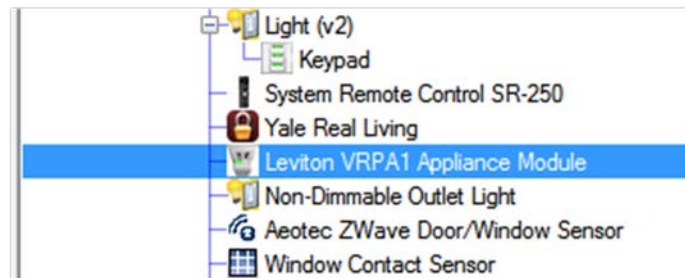 Light (v2)
Keypad
System Remote Control SR-250
Yale Real Living
Leviton VRPA1 Appliance Module
Non-Dimmable Outlet Light
Aeotec ZWave Door/Window Sensor
Window Contact Sensor